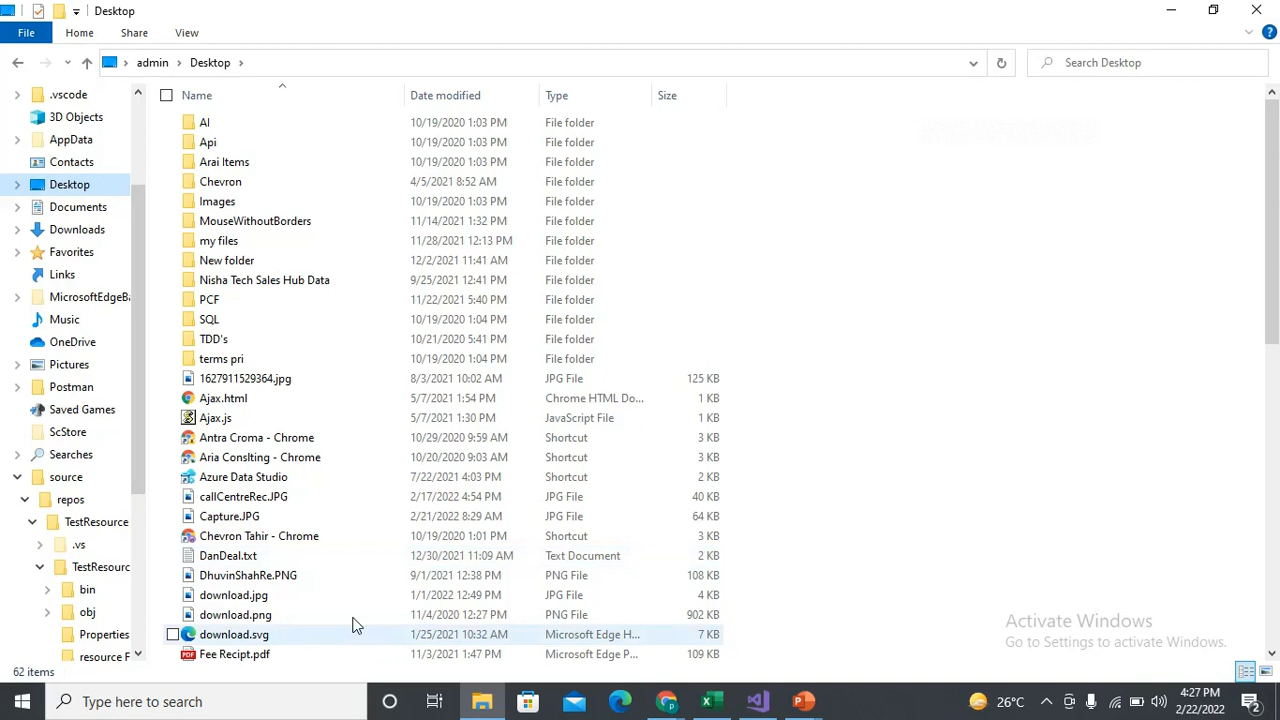 Desktop
File Home Share View
admin Desktop
Search Desktop
.vscode
3D Objects
AppData
Contacts
Desktop
Documents
Downloads
Favorites
Links
MicrosoftEdgeBa
Music
OneDrive
Pictures
Postman
Saved Games
ScStore
Searches
source
repos
TestResource
.vs
TestResourc
bin
obj
Properties
resource F
Name Date modified Type Size
AI 10/19/2020 1:03 PM File folder
Api 10/19/2020 1:03 PM File folder
Arai Items 10/19/2020 1:03 PM File folder
Chevron 4/5/2021 8:52 AM File folder
Images 10/19/2020 1:03 PM File folder
MouseWithoutBorders 11/14/2021 1:32 PM File folder
my files 11/28/2021 12:13 PM File folder
New folder 12/2/2021 11:41 AM File folder
Nisha Tech Sales Hub Data 9/25/2021 12:41 PM File folder
PCF 11/22/2021 5:40 PM File folder
SQL 10/19/2020 1:04 PM File folder
TDD's 10/21/2020 5:41 PM File folder
terms pri 10/19/2020 1:04 PM File folder
1627911529364.jpg 8/3/2021 10:02 AM JPG File 125 KB
Ajax.html 5/7/2021 1:54 PM Chrome HTML Do... 1 KB
Ajax.js 5/7/2021 1:30 PM JavaScript File 1 KB
Antra Croma - Chrome 10/29/2020 9:59 AM Shortcut 3 KB
Aria Conslting - Chrome 10/20/2020 9:03 AM Shortcut 3 KB
Azure Data Studio 7/22/2021 4:03 PM Shortcut 2 KB
callCentreRec.JPG 2/17/2022 4:54 PM JPG File 40 KB
Capture.JPG 2/21/2022 8:29 AM JPG File 64 KB
Chevron Tahir - Chrome 10/19/2020 1:01 PM Shortcut 3 KB
DanDeal.txt 12/30/2021 11:09 AM Text Document 2 KB
DhuvinShahRe.PNG 9/1/2021 12:38 PM PNG File 108 KB
download.jpg 1/1/2022 12:49 PM JPG File 4 KB
download.png 11/4/2020 12:27 PM PNG File 902 KB
download.svg 1/25/2021 10:32 AM Microsoft Edge H... 7 KB
Fee Recipt.pdf 11/3/2021 1:47 PM Microsoft Edge P... 109 KB
Activate Windows
Go to Settings to activate Windows.
62 items
Type here to search
26°C
4:27 PM
2/22/2022
2